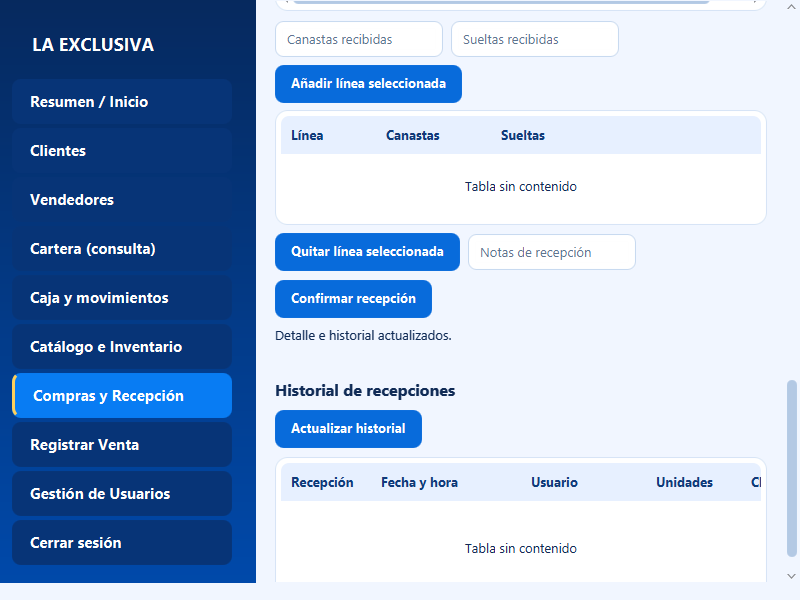 LA EXCLUSIVA
Resumen / Inicio
Clientes
Vendedores
Cartera (consulta)
Caja y movimientos
Catálogo e Inventario
Compras y Recepción
Registrar Venta
Gestión de Usuarios
Cerrar sesión
Canastas recibidas Sueltas recibidas
Añadir línea seleccionada
Línea Canastas Sueltas
Tabla sin contenido
Quitar línea seleccionada Notas de recepción
Confirmar recepción
Detalle e historial actualizados.
Historial de recepciones
Actualizar historial
Recepción Fecha y hora Usuario Unidades
Tabla sin contenido